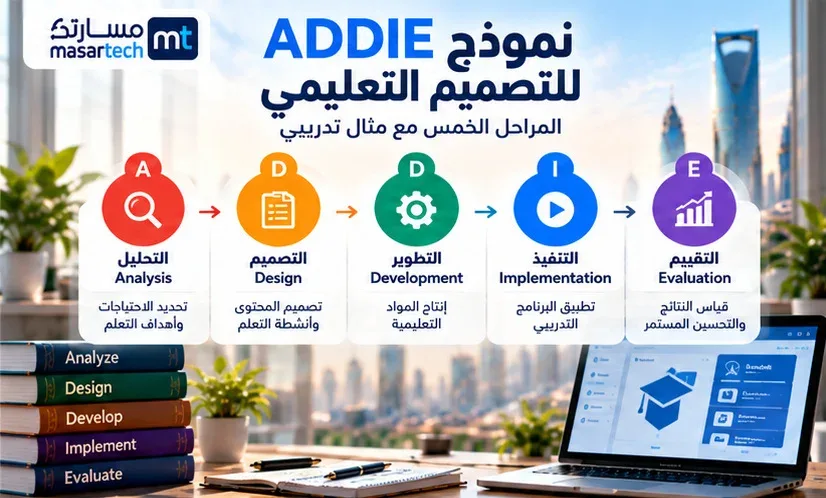 مسارتك
masartech
mt
نموذج ADDIE
للتصميم التعليمي
المراحل الخمس مع مثال تدريبي
A
التحليل
Analysis
تحديد الاحتياجات
وأهداف التعلم
D
التصميم
Design
تصميم المحتوى
وأنشطة التعلم
D
التطوير
Development
إنتاج المواد
التعليمية
I
التنفيذ
Implementation
تطبيق البرنامج
التدريبي
E
التقييم
Evaluation
قياس النتائج
والتحسين المستمر
Analyze
Design
Develop
Implement
Evaluate